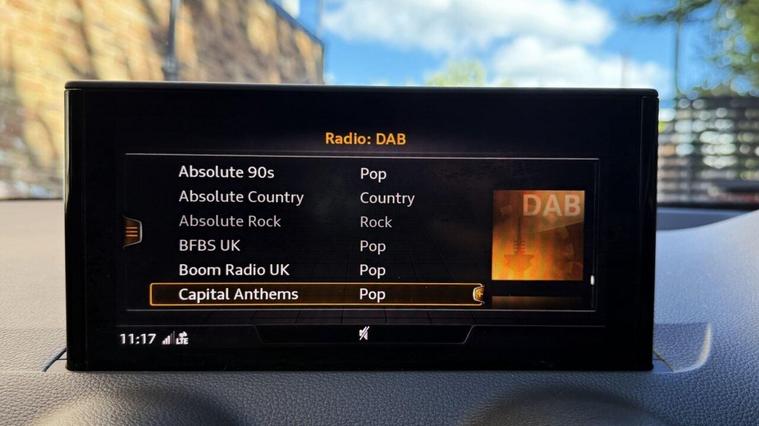 Radio: DAB
Absolute 90s Pop
Absolute Country Country
Absolute Rock Rock
BFBS UK Pop
Boom Radio UK Pop
Capital Anthems Pop
DAB
11:17 LTE